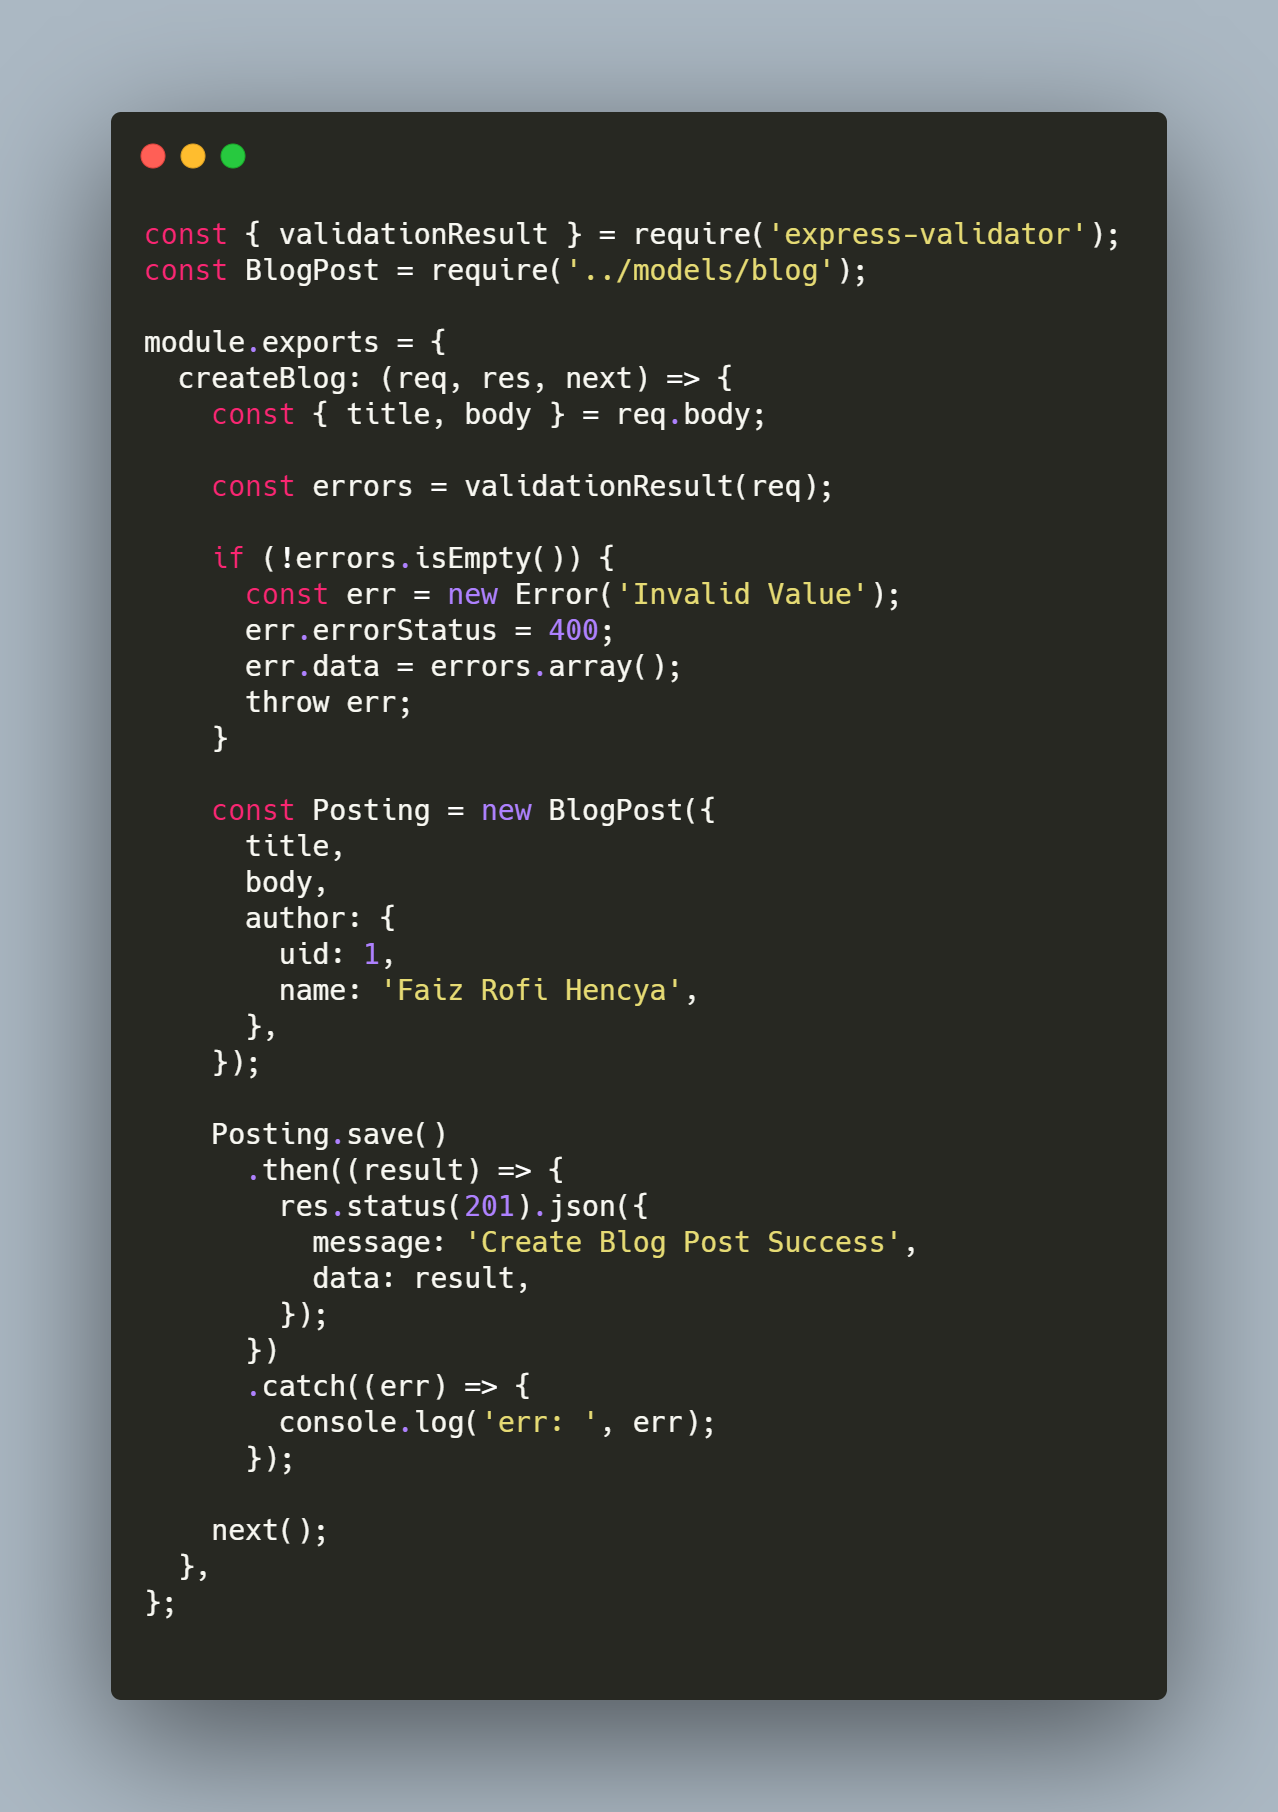 const { validationResult } = require('express-validator');
const BlogPost = require('../models/blog');

module.exports = {
  createBlog: (req, res, next) => {
    const { title, body } = req.body;

    const errors = validationResult(req);

    if (!errors.isEmpty()) {
      const err = new Error('Invalid Value');
      err.errorStatus = 400;
      err.data = errors.array();
      throw err;
    }

    const Posting = new BlogPost({
      title,
      body,
      author: {
        uid: 1,
        name: 'Faiz Rofi Hencya',
      },
    });

    Posting.save()
      .then((result) => {
        res.status(201).json({
          message: 'Create Blog Post Success',
          data: result,
        });
      })
      .catch((err) => {
        console.log('err: ', err);
      });

    next();
  },
};